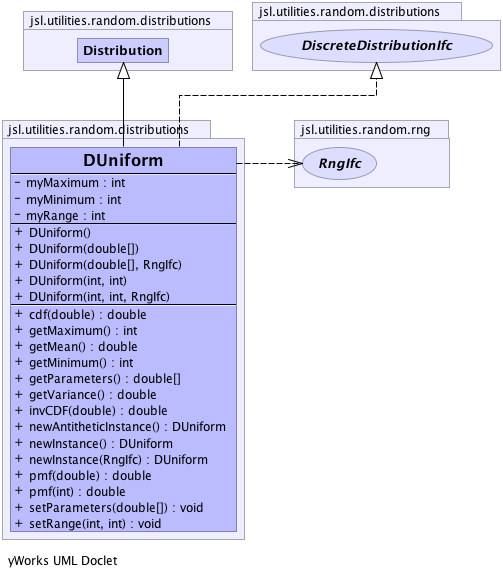 jsl.utilities.random.distributions
Distribution
jsl.utilities.random.distributions
DiscreteDistributionIfc
jsl.utilities.random.distributions
DUniform
- myMaximum : int
- myMinimum : int
- myRange : int
+ DUniform()
+ DUniform(double[])
+ DUniform(double[], RngIfc)
+ DUniform(int, int)
+ DUniform(int, int, RngIfc)
+ cdf(double) : double
+ getMaximum() : int
+ getMean() : double
+ getMinimum() : int
+ getParameters() : double[]
+ getVariance() : double
+ invCDF(double) : double
+ newAntitheticInstance() : DUniform
+ newInstance() : DUniform
+ newInstance(RngIfc) : DUniform
+ pmf(double) : double
+ pmf(int) : double
+ setParameters(double[]) : void
+ setRange(int, int) : void
jsl.utilities.random.rng
RngIfc
yWorks UML Doclet